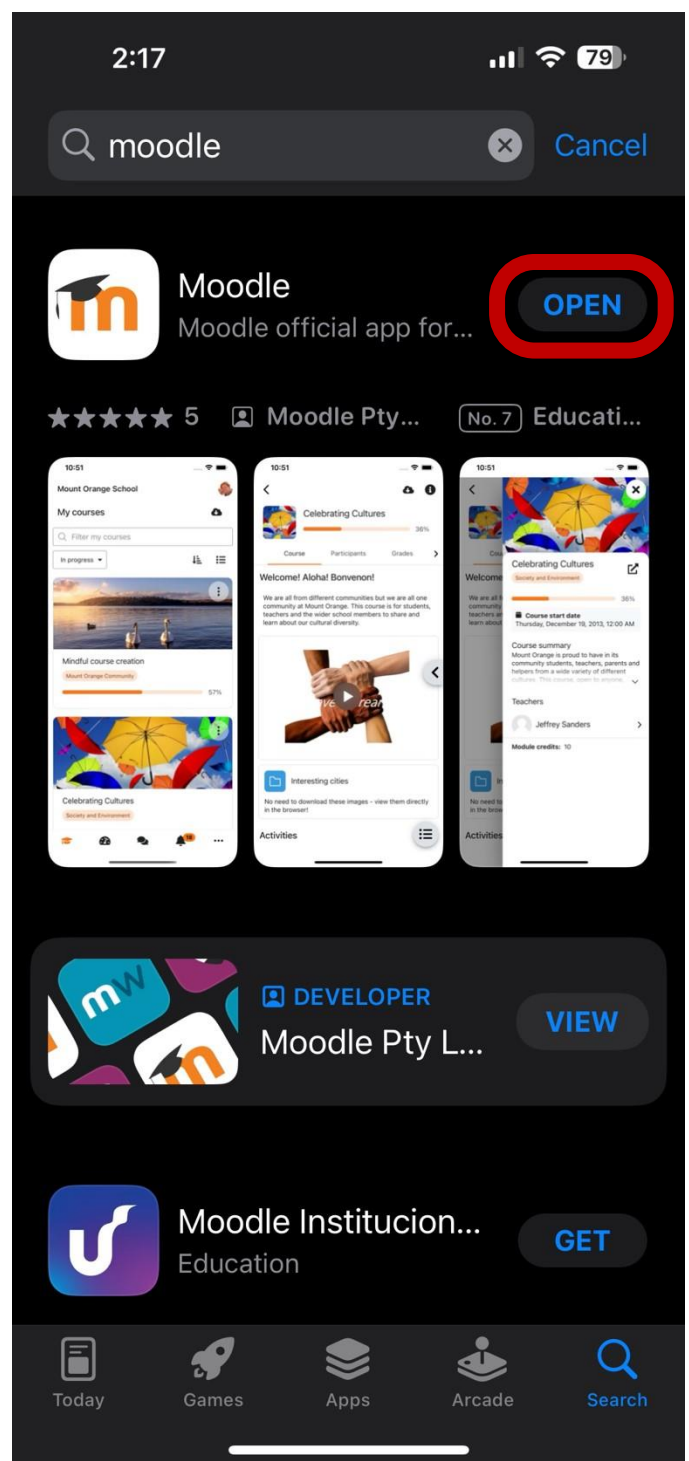 2:17
79
moodle
Cancel
Moodle
Moodle official app for...
OPEN
5
Moodle Pty...
No. 7
Educati...
10:51
Mount Orange School
My courses
Filter my courses
In progress
Mindful course creation
Mount Orange Community
57%
Celebrating Cultures
Society and Environment
10:51
Celebrating Cultures
36%
Course Participants Grades
Welcome! Aloha! Bonvenon!
We are all from different communities but we are all one
community at Mount Orange. This course is for students,
teachers and the wider school members to share and
learn about our cultural diversity.
Interesting cities
No need to download these images - view them directly
in the browser!
Activities
10:51
Celebrating Cultures
Society and Environment
36%
Course start date
Thursday, December 19, 2013, 12:00 AM
Course summary
Mount Orange is proud to have in its
community students, teachers, parents and
helpers from a wide variety of different
cultures. This course, open to anyone,
Teachers
Jeffrey Sanders
Module credits: 10
Activities
DEVELOPER
Moodle Pty L...
VIEW
Moodle Institucion...
Education
GET
Today
Games
Apps
Arcade
Search